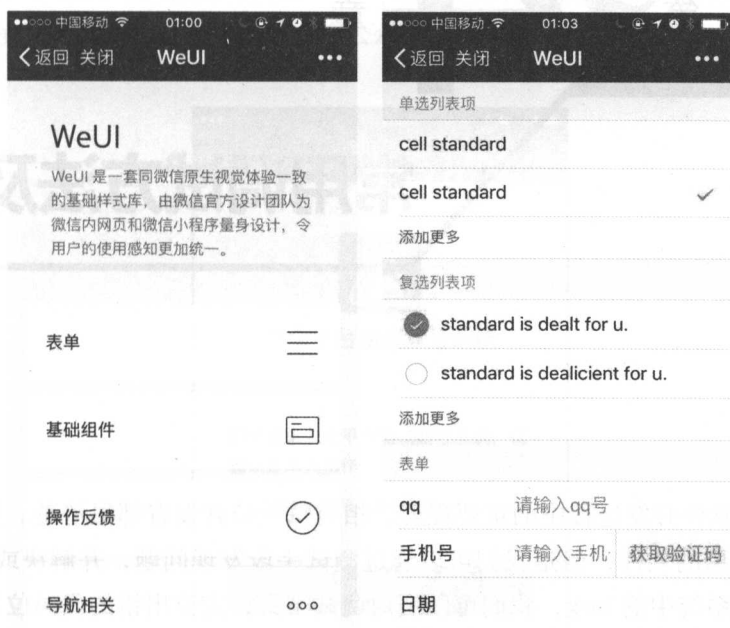 中国移动 01:00
返回 关闭 WeUI
WeUI
WeUI 是一套同微信原生视觉体验一致
的基础样式库，由微信官方设计团队为
微信内网页和微信小程序量身设计，令
用户的使用感知更加统一。
表单
基础组件
操作反馈
导航相关
中国移动 01:03
返回 关闭 WeUI
单选列表项
cell standard
cell standard
添加更多
复选列表项
standard is dealt for u.
standard is dealicient for u.
添加更多
表单
qq 请输入qq号
手机号 请输入手机 获取验证码
日期